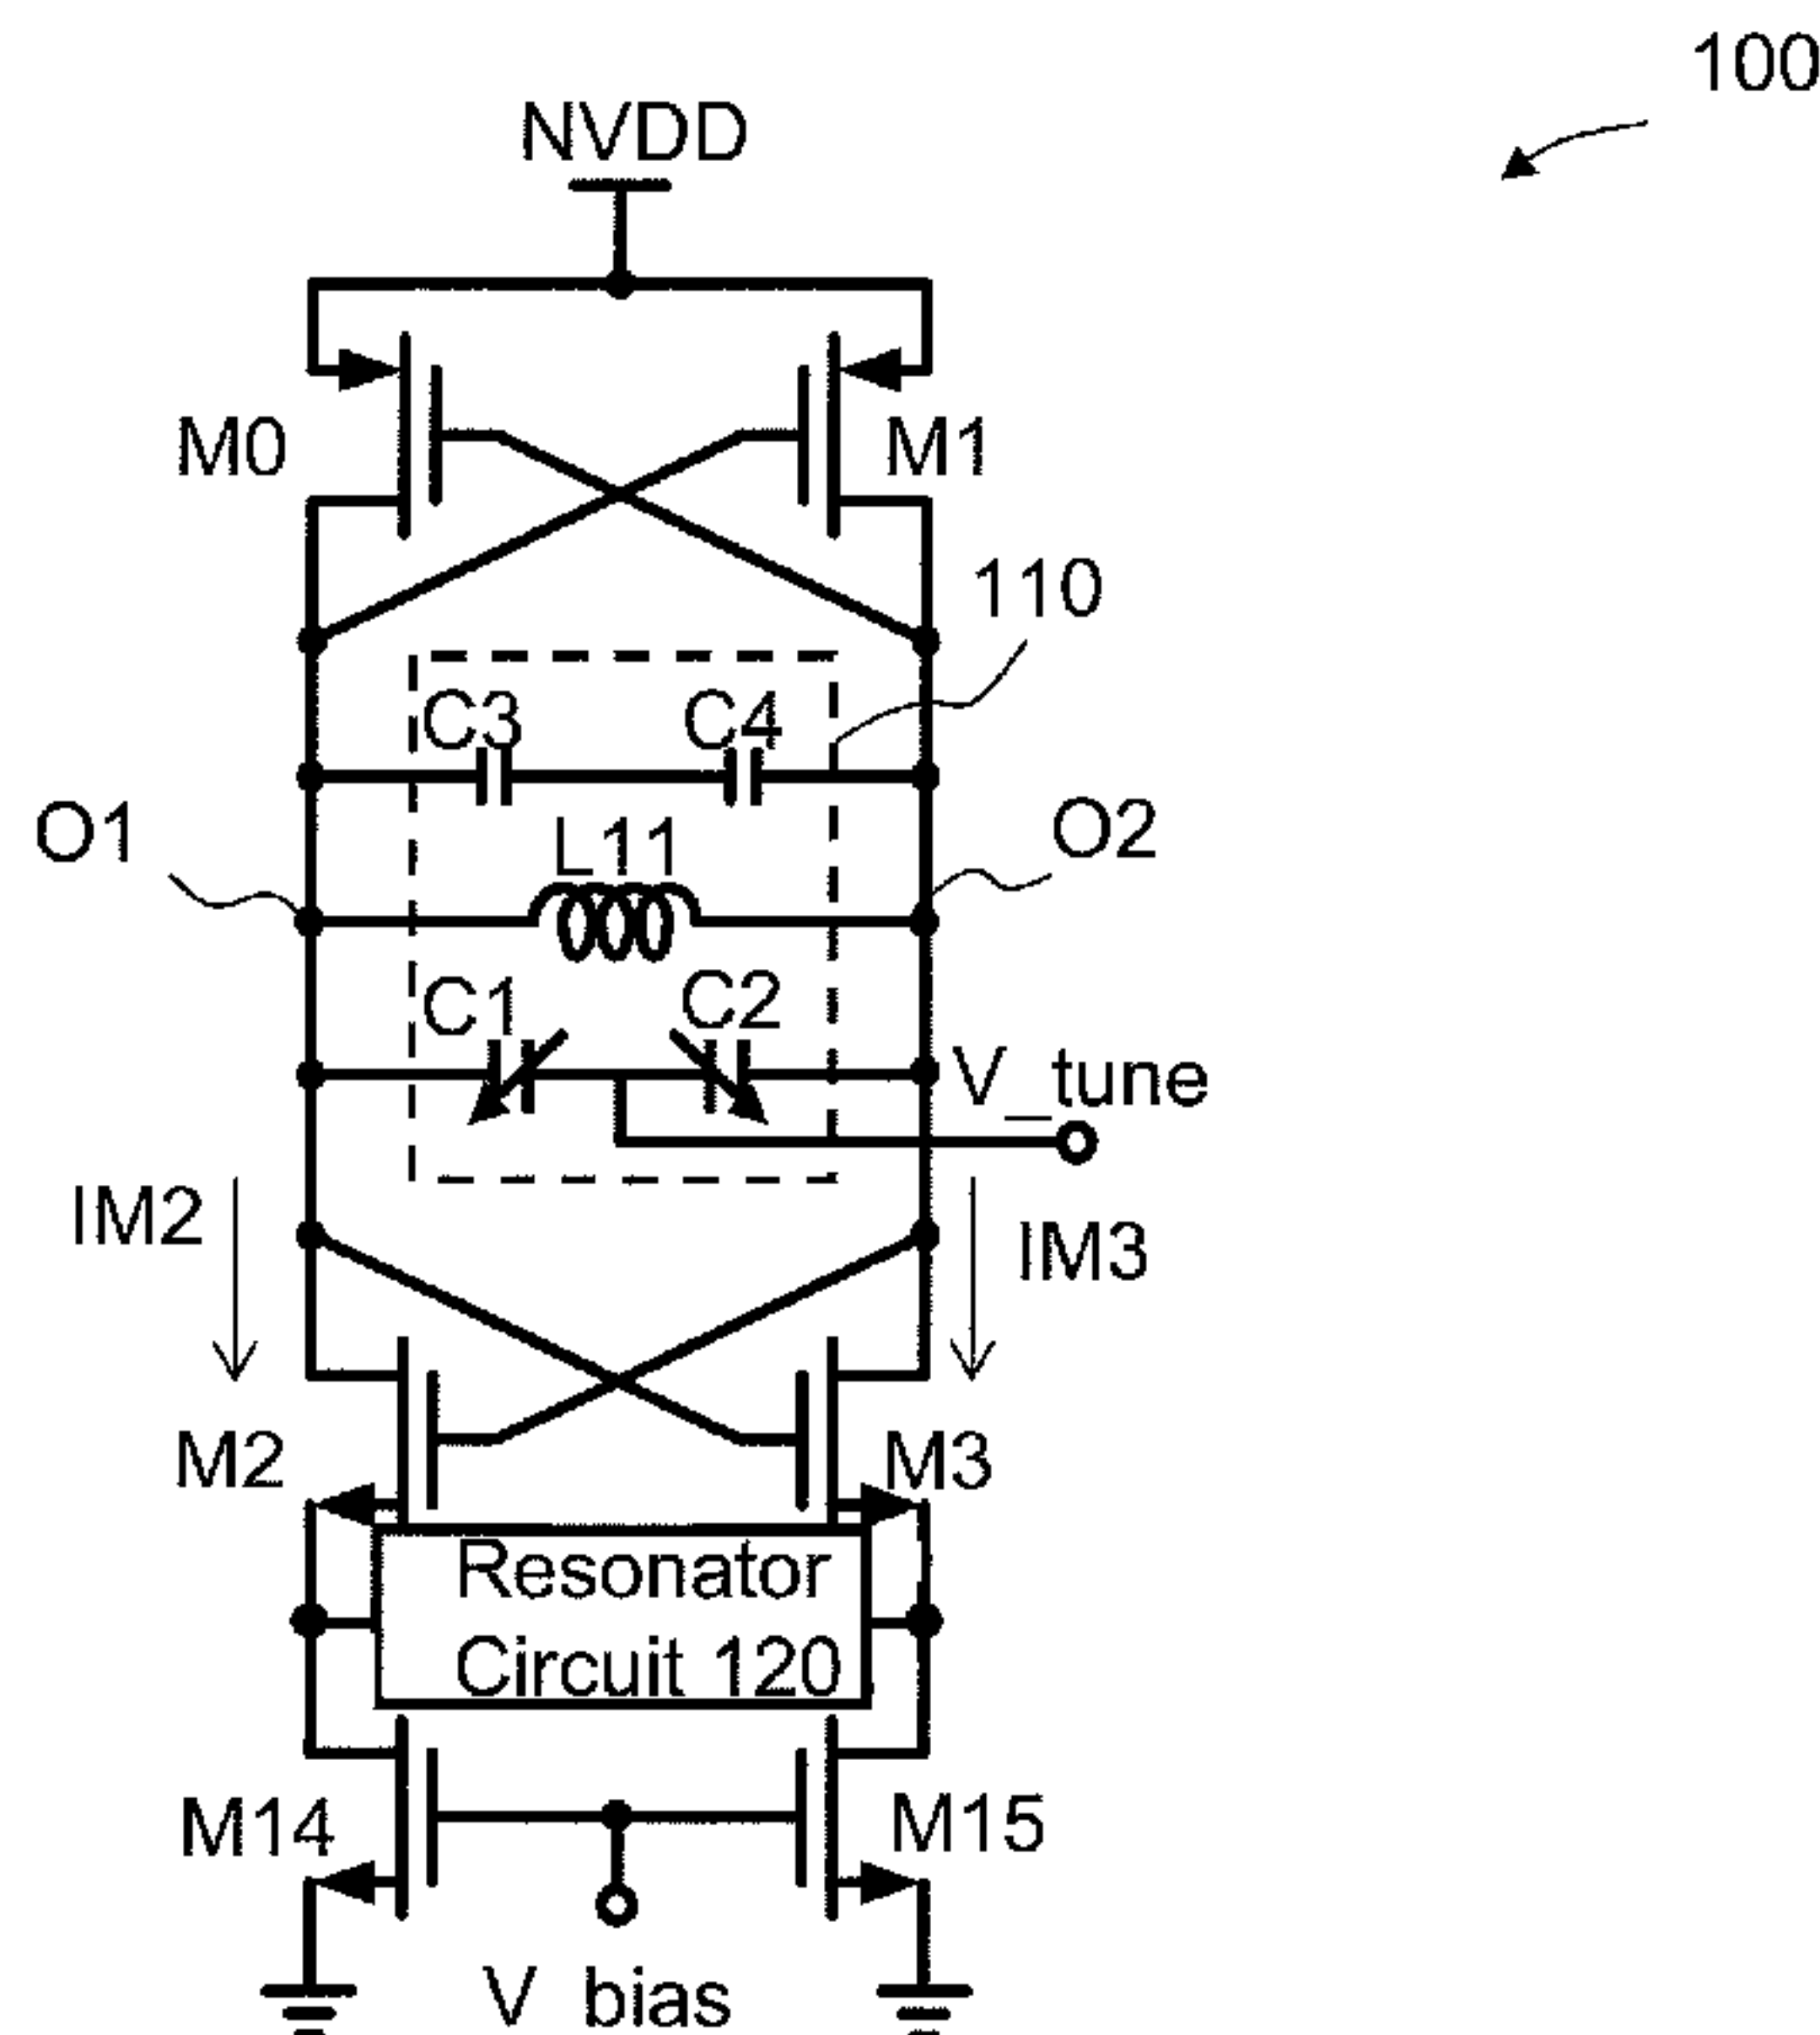 100
NVDD
M0
M1
110
C3
C4
O1
L11
O2
C1
C2
V_tune
IM2
IM3
M2
M3
Resonator
Circuit 120
M14
M15
V bias